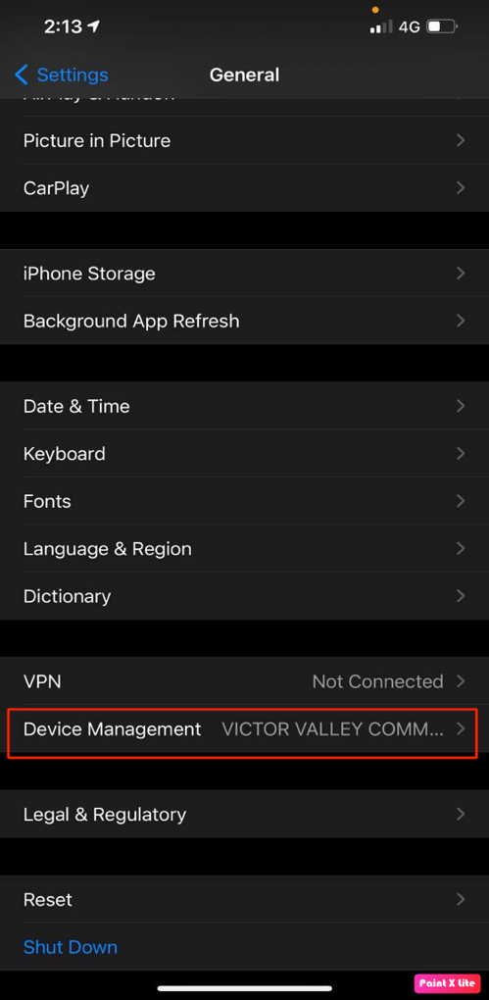 2:13
4G
Settings
General
Picture in Picture
CarPlay
iPhone Storage
Background App Refresh
Date & Time
Keyboard
Fonts
Language & Region
Dictionary
VPN Not Connected
Device Management VICTOR VALLEY COMM...
Legal & Regulatory
Reset
Shut Down
Paint X Lite